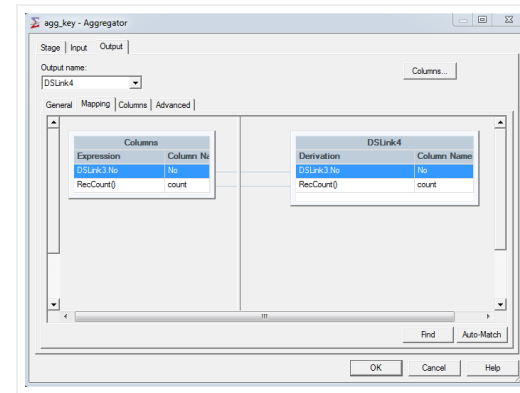 agg_key - Aggregator
Stage Input Output
Output name:
DSLink4
Columns...
General Mapping Columns Advanced
Columns DSLink4
Expression Column Na Derivation Column Name
DSLink3.No No DSLink3.No No
RecCount() count RecCount() count
Find Auto-Match
OK Cancel Help